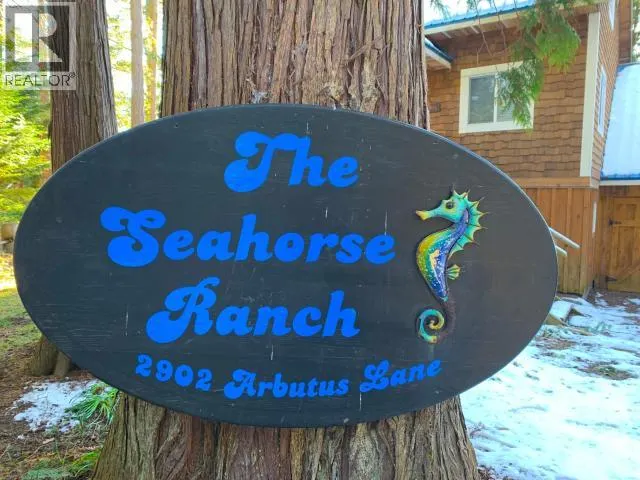 R
REALTOR®
The
Seahorse
Ranch
2902 Arbutus Lane